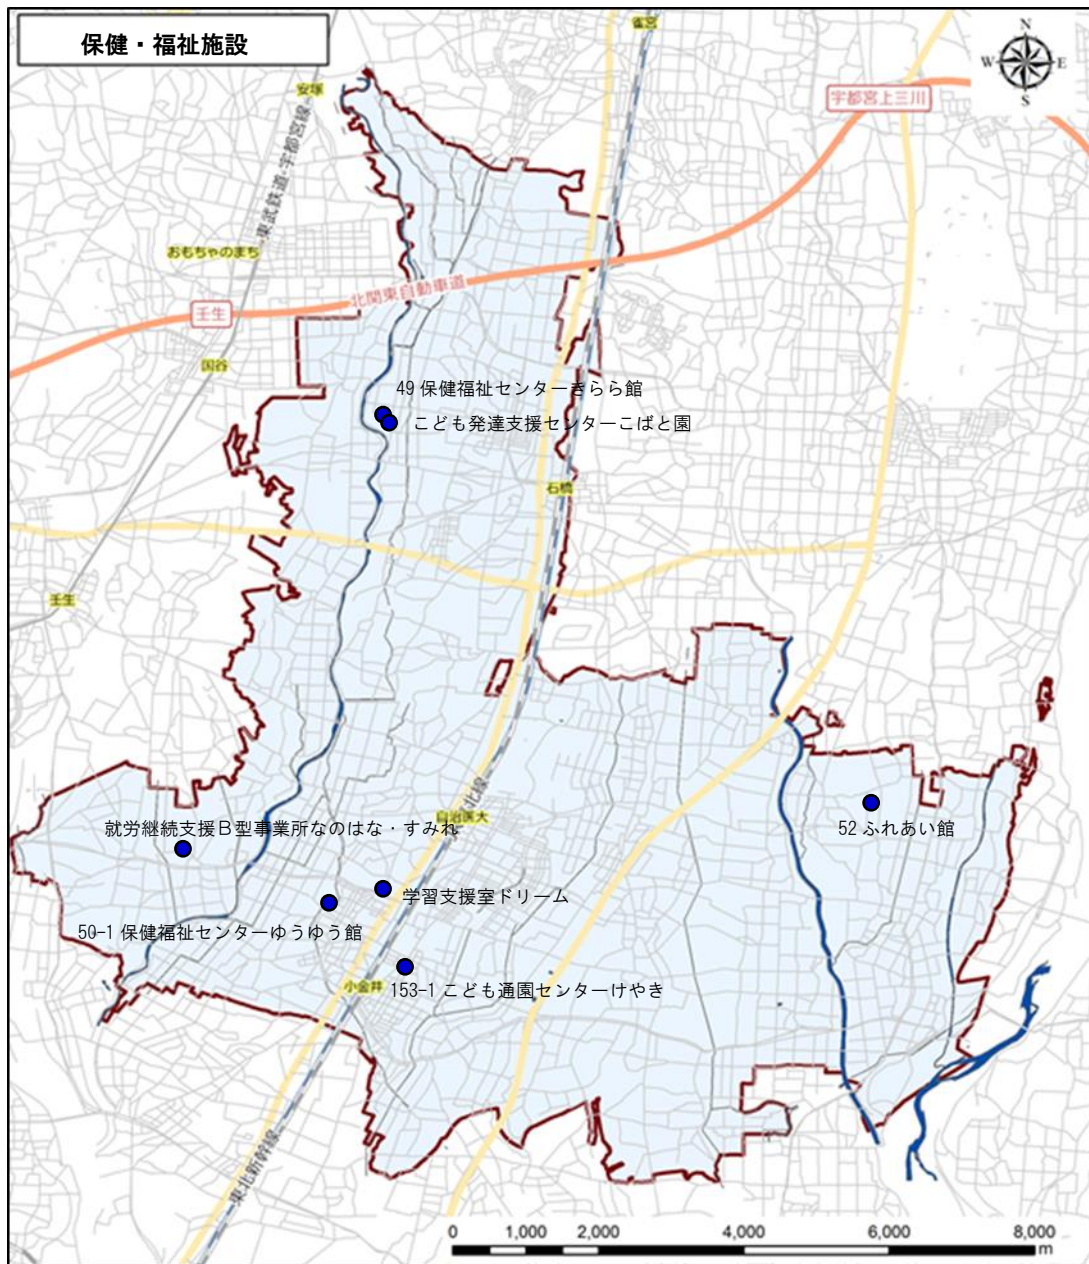 保健・福祉施設
雀宮
N
W
E
S
安塚
宇都宮上三川
東武鉄道・宇都宮線
おもちゃのまち
北関東自動車道
壬生
国谷
49 保健福祉センターきらら館
こども発達支援センターこばと園
石橋
壬生
自治医大
52 ふれあい館
就労継続支援Ｂ型事業所なのはな・すみれ
学習支援室ドリーム
50-1 保健福祉センターゆうゆう館
小金井
153-1 こども通園センターけやき
東北新幹線
0 1,000 2,000 4,000 6,000 8,000
m